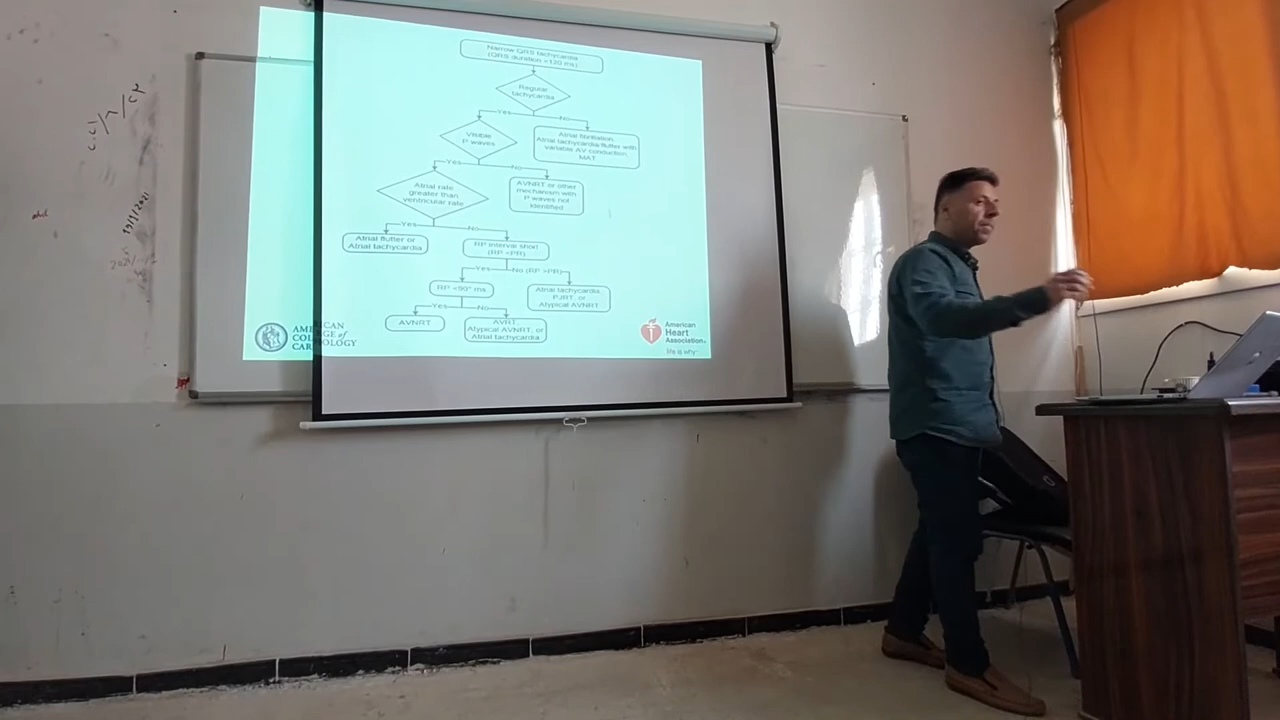 Narrow QRS tachycardia
(QRS duration <120 ms)
Regular
tachycardia
Yes
No
Visible
P waves
Atrial fibrillation,
Atrial tachycardia/flutter with
variable AV conduction,
MAT
Yes
No
Atrial rate
greater than
ventricular rate
AVNRT or other
mechanism with
P waves not
identified
Yes
No
Atrial flutter or
Atrial tachycardia
RP interval short
(RP <PR)
Yes
No (RP >PR)
RP <90* ms
Atrial tachycardia,
PJRT, or
Atypical AVNRT
Yes
No
AVNRT
AVRT,
Atypical AVNRT, or
Atrial tachycardia
AMERICAN
COLLEGE of
CARDIOLOGY
American
Heart
Association
life is why